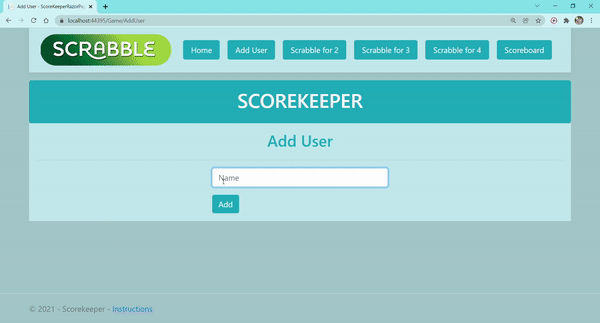 Add User - ScoreKeeperRazorPr
localhost:44395/Game/AddUser
SCRABBLE
Home
Add User
Scrabble for 2
Scrabble for 3
Scrabble for 4
Scoreboard
SCOREKEEPER
Add User
Name
Add
© 2021 - Scorekeeper - Instructions